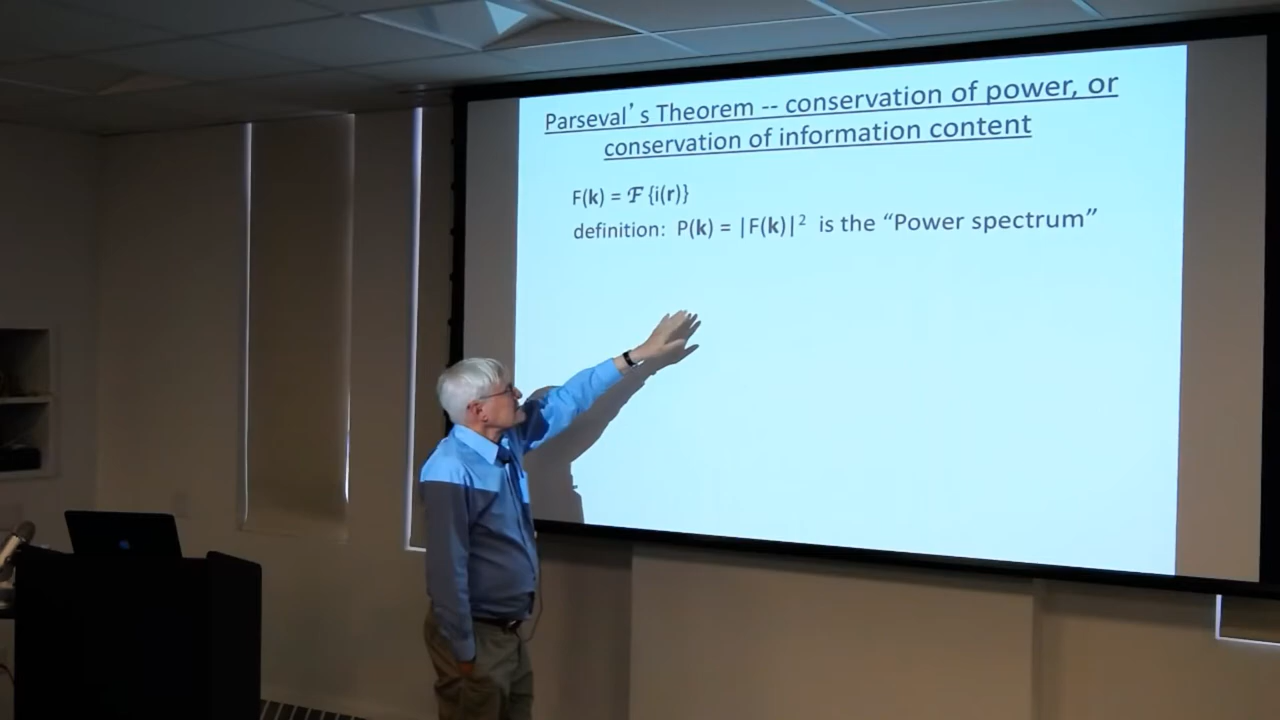 Parseval's Theorem -- conservation of power, or
conservation of information content
F(k) = ℱ {i(r)}
definition: P(k) = |F(k)|² is the “Power spectrum”